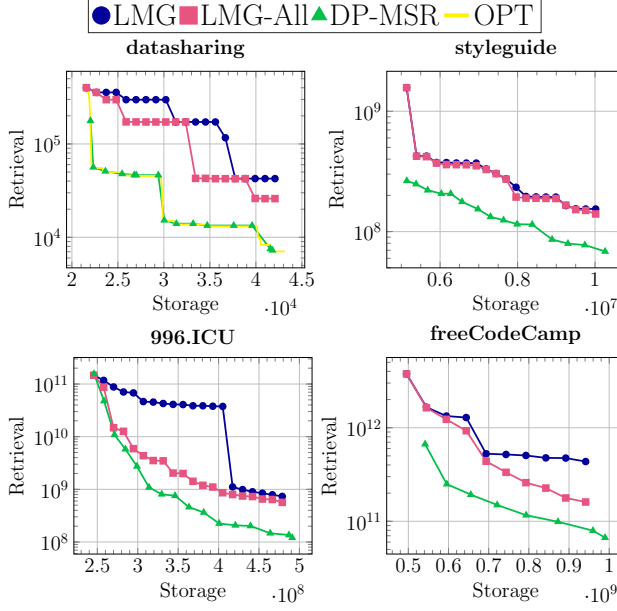 LMG LMG-All DP-MSR OPT
datasharing
styleguide
Retrieval
10^5
10^4
2 2.5 3 3.5 4 4.5
Storage
·10^4
Retrieval
10^9
10^8
0.6 0.8 1
Storage
·10^7
996.ICU
freeCodeCamp
Retrieval
10^11
10^10
10^9
10^8
2.5 3 3.5 4 4.5 5
Storage
·10^8
Retrieval
10^12
10^11
0.5 0.6 0.7 0.8 0.9 1
Storage
·10^9